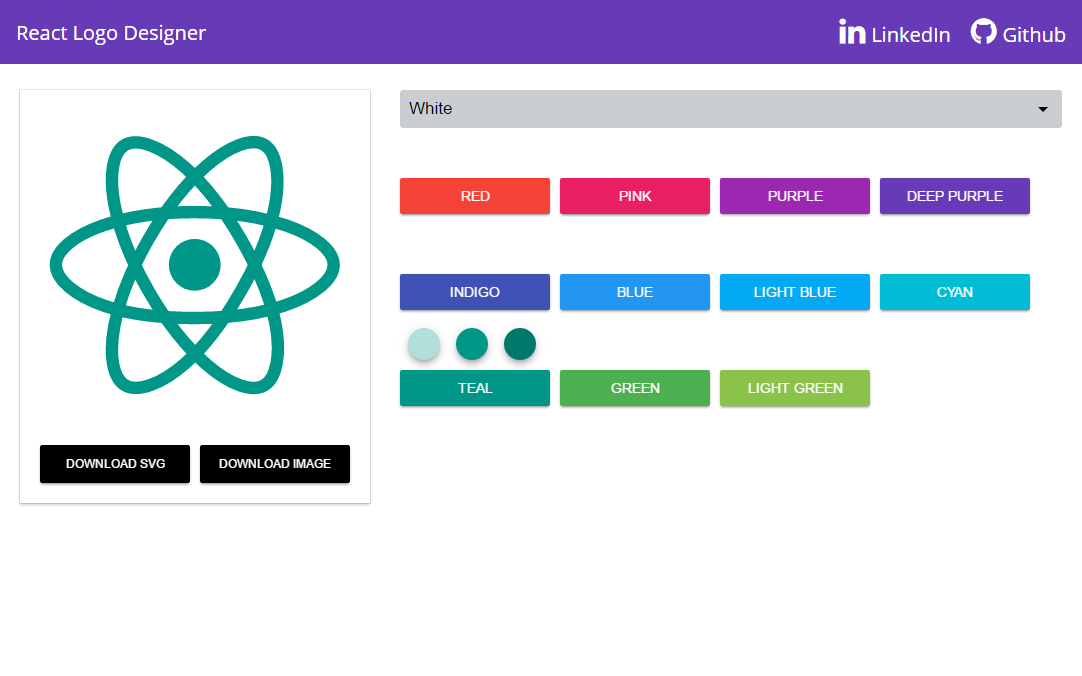 React Logo Designer
LinkedIn
Github
White
RED
PINK
PURPLE
DEEP PURPLE
INDIGO
BLUE
LIGHT BLUE
CYAN
TEAL
GREEN
LIGHT GREEN
DOWNLOAD SVG
DOWNLOAD IMAGE